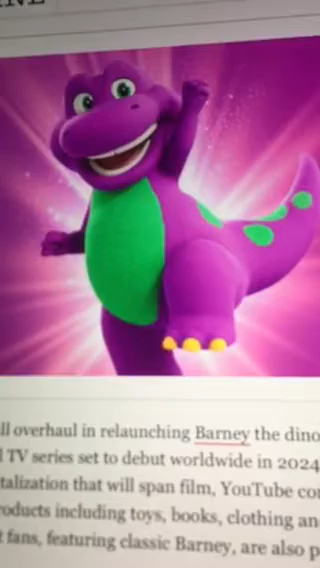 NE
ll overhaul in relaunching Barney the dino
TV series set to debut worldwide in 2024
talization that will span film, YouTube co
roducts including toys, books, clothing an
t fans, featuring classic Barney, are also p